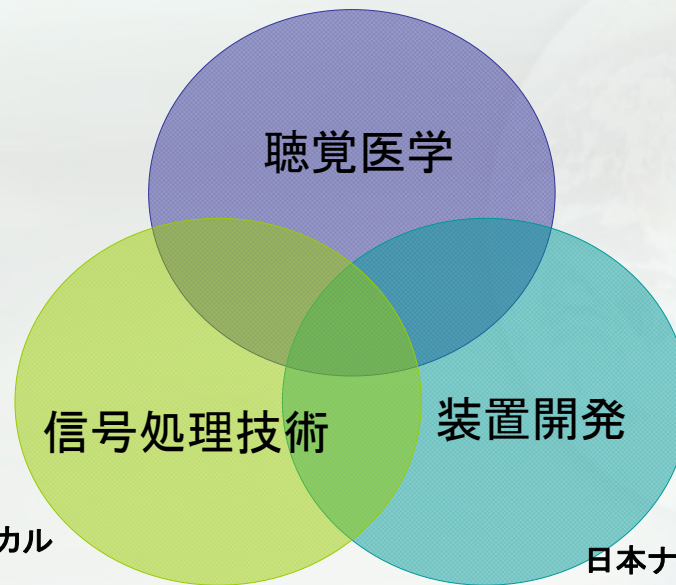 聴覚医学
信号処理技術
装置開発
カル
日本ナ